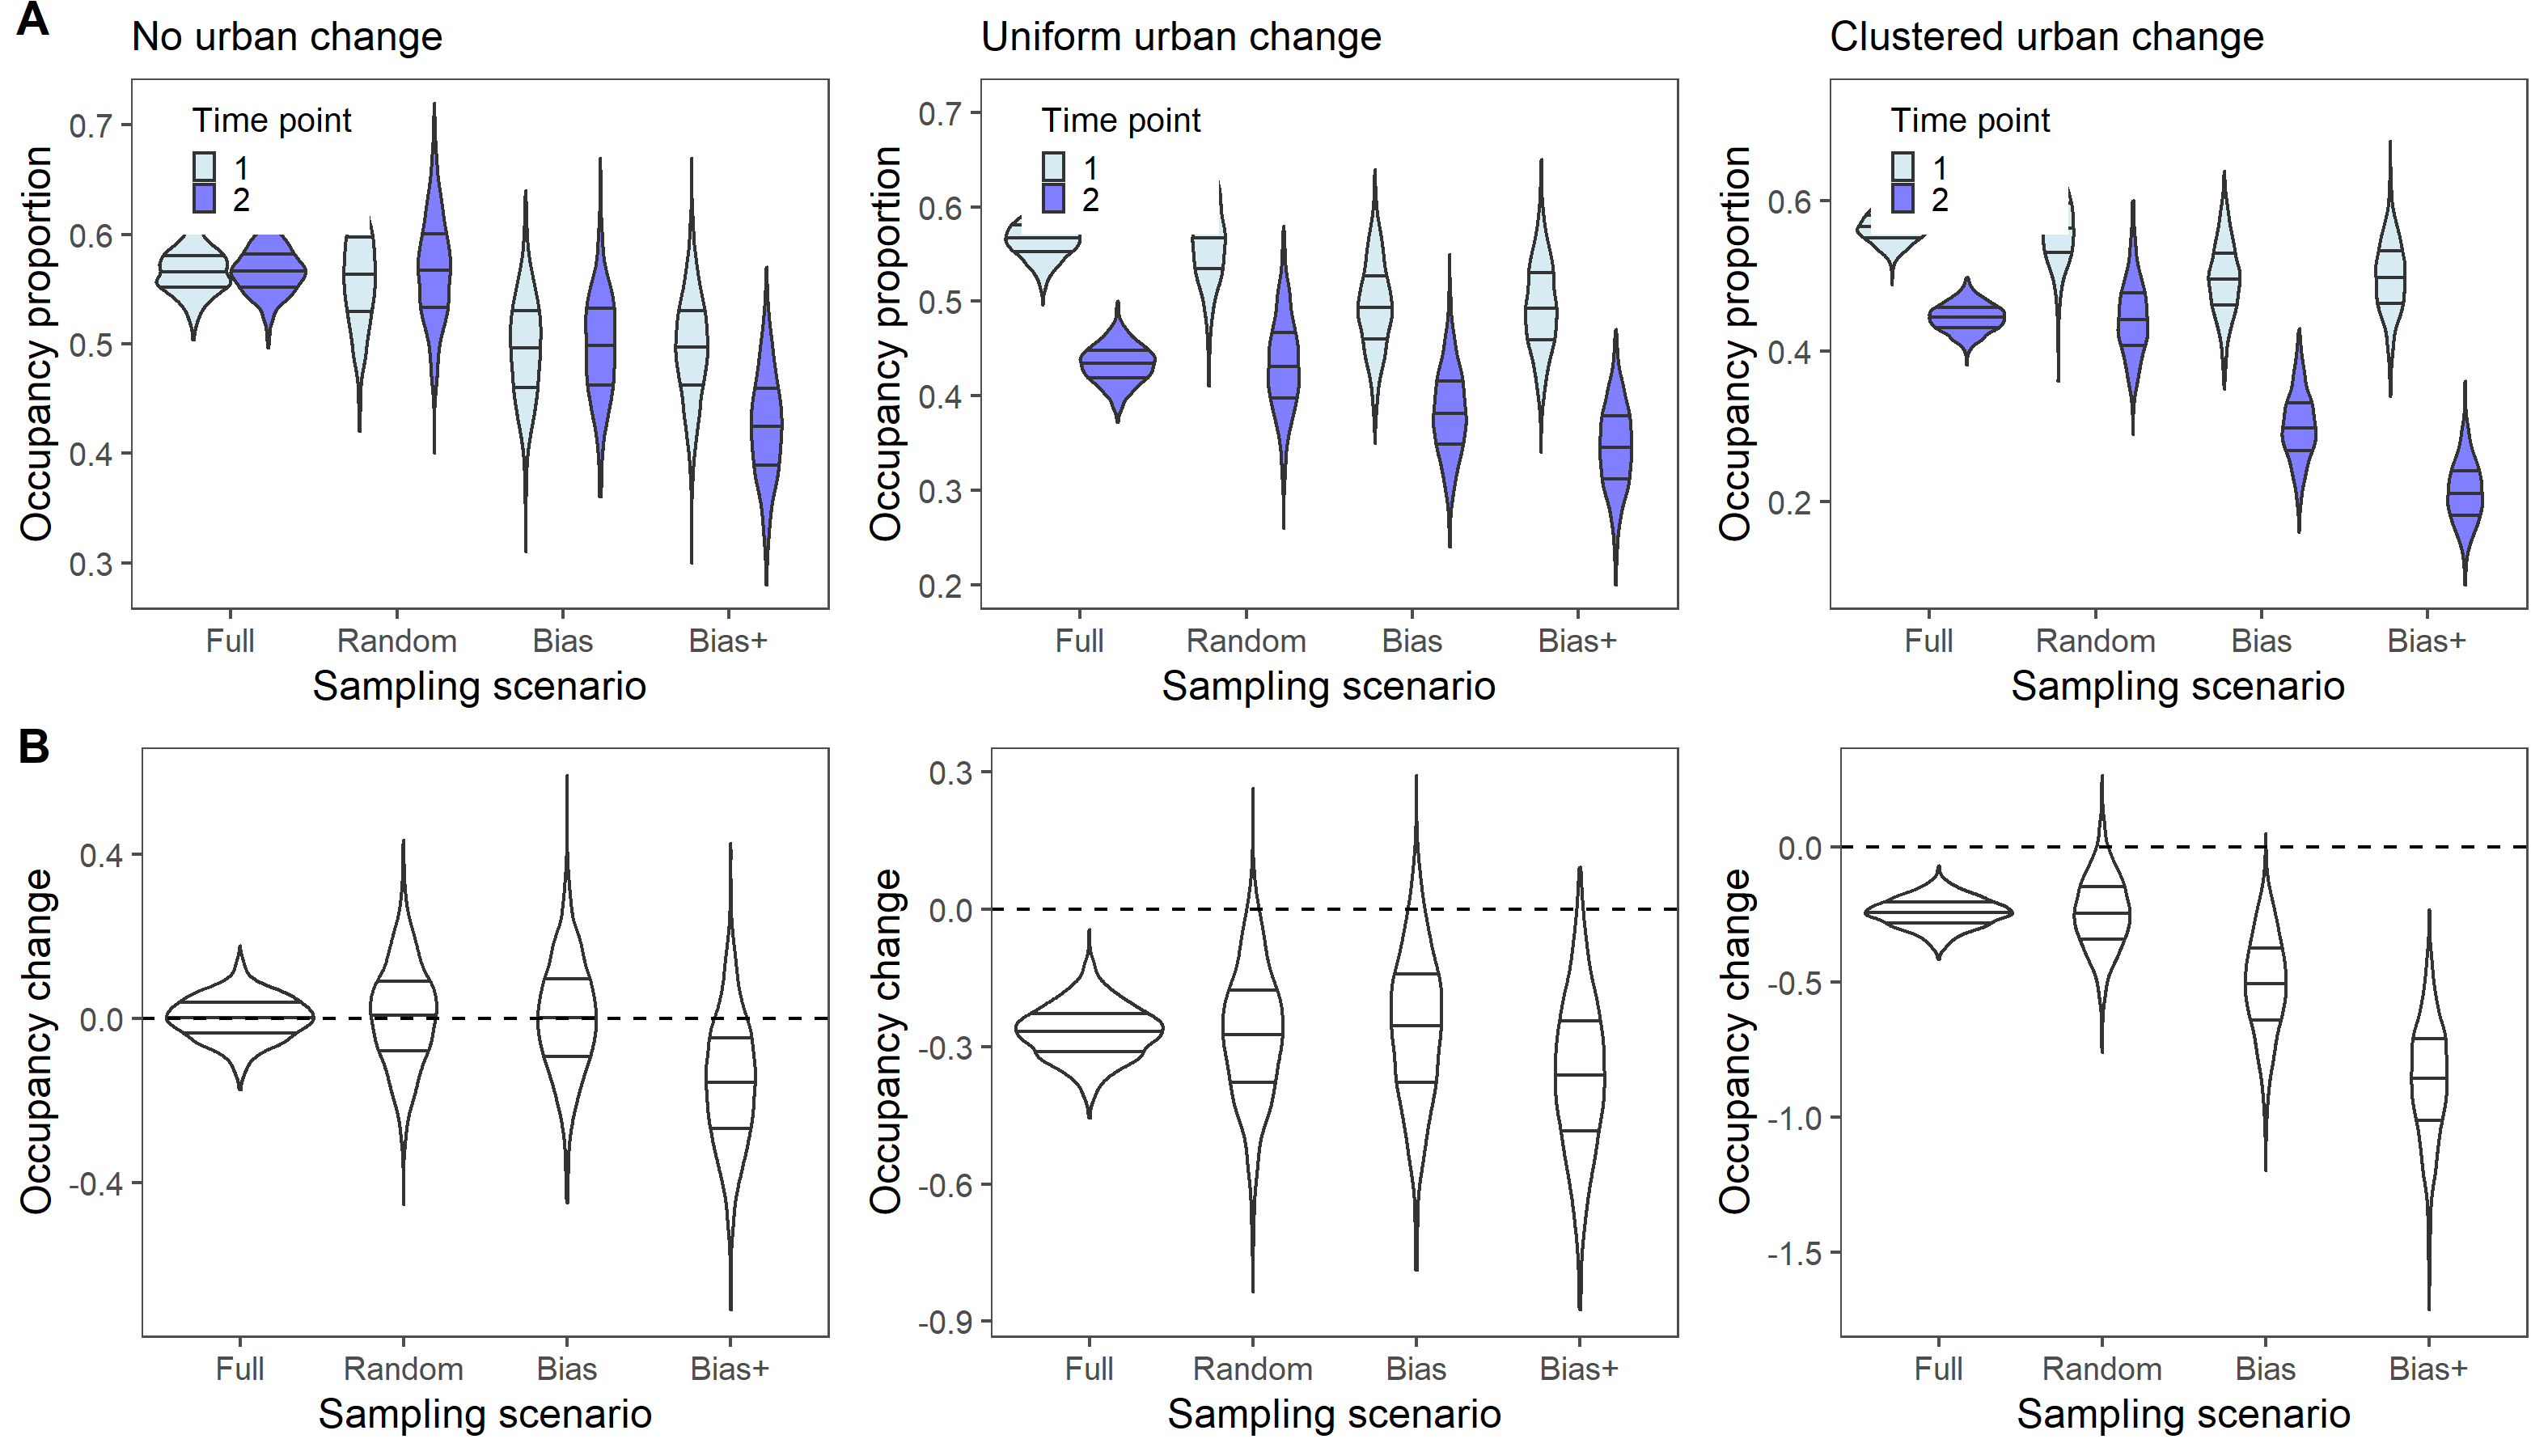 A
No urban change
Uniform urban change
Clustered urban change
Occupancy proportion
0.7
0.6
0.5
0.4
0.3
Time point
1
2
Full Random Bias Bias+
Sampling scenario
Occupancy proportion
0.7
0.6
0.5
0.4
0.3
0.2
Time point
1
2
Full Random Bias Bias+
Sampling scenario
Occupancy proportion
0.6
0.4
0.2
Time point
1
2
Full Random Bias Bias+
Sampling scenario
B
Occupancy change
0.4
0.0
-0.4
Full Random Bias Bias+
Sampling scenario
Occupancy change
0.3
0.0
-0.3
-0.6
-0.9
Full Random Bias Bias+
Sampling scenario
Occupancy change
0.0
-0.5
-1.0
-1.5
Full Random Bias Bias+
Sampling scenario